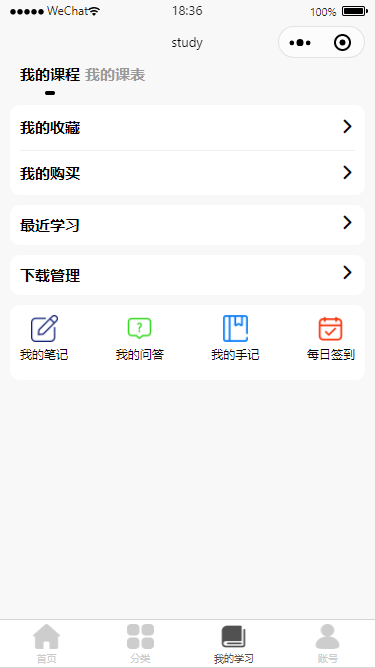 WeChat 18:36 100%
study
我的课程 我的课表
我的收藏
我的购买
最近学习
下载管理
我的笔记 我的问答 我的手记 每日签到
首页 分类 我的学习 账号